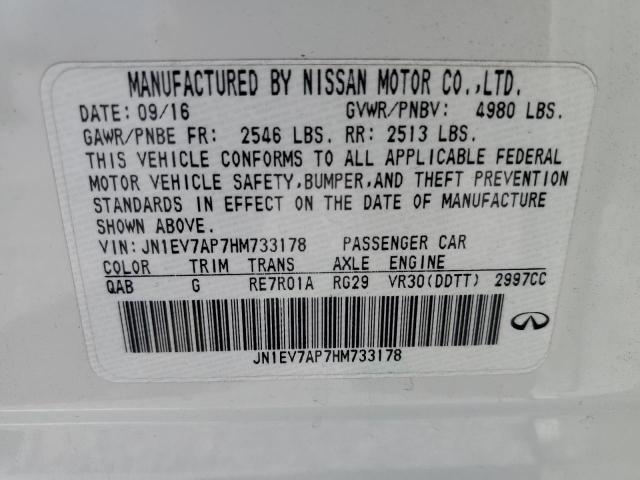 MANUFACTURED BY NISSAN MOTOR CO.,LTD.
DATE: 09/16 GVWR/PNBV: 4980 LBS.
GAWR/PNBE FR: 2546 LBS. RR: 2513 LBS.
THIS VEHICLE CONFORMS TO ALL APPLICABLE FEDERAL
MOTOR VEHICLE SAFETY,BUMPER,AND THEFT PREVENTION
STANDARDS IN EFFECT ON THE DATE OF MANUFACTURE
SHOWN ABOVE.
VIN:JN1EV7AP7HM733178 PASSENGER CAR
COLOR TRIM TRANS AXLE ENGINE
QAB G RE7R01A RG29 VR30(DDTT) 2997CC
JN1EV7AP7HM733178